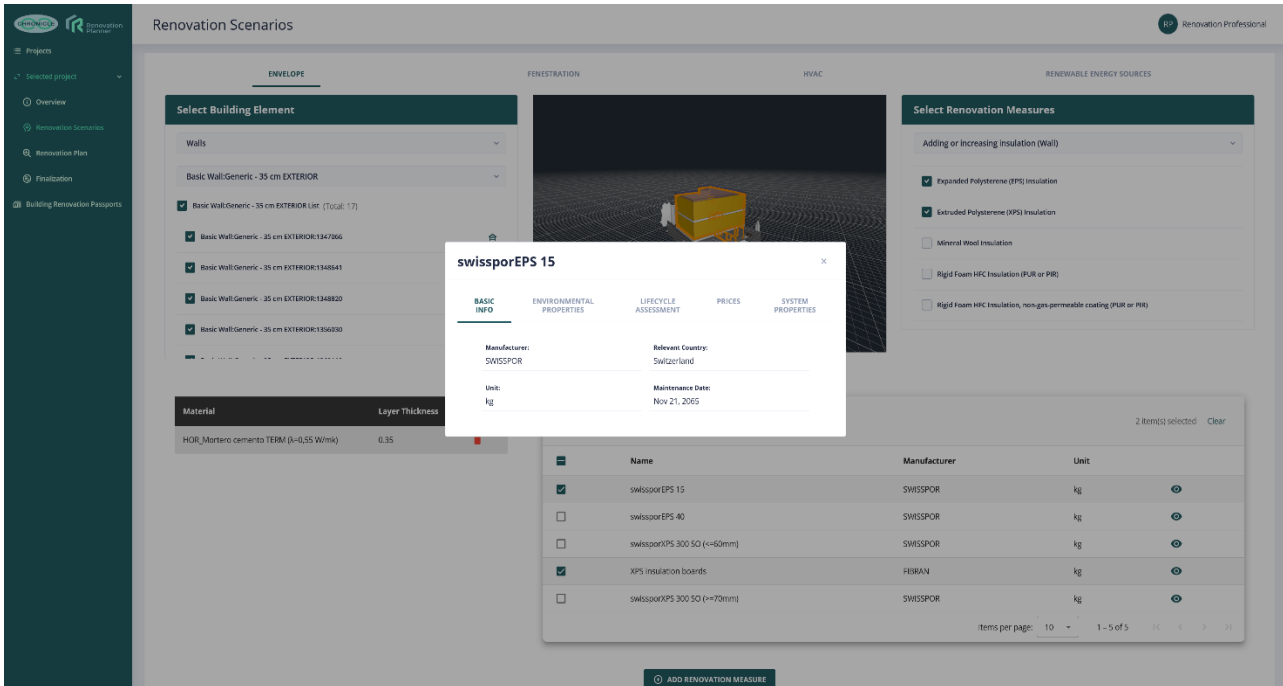 CHRONICLE
Renovation
Planner
Renovation Scenarios
RP Renovation Professional
Projects
Selected project
Overview
Renovation Scenarios
Renovation Plan
Finalization
Building Renovation Passports
ENVELOPE
FENESTRATION
HVAC
RENEWABLE ENERGY SOURCES
Select Building Element
Walls
Basic Wall:Generic - 35 cm EXTERIOR
Basic Wall:Generic - 35 cm EXTERIOR List (Total: 17)
Basic Wall:Generic - 35 cm EXTERIOR:1347866
Basic Wall:Generic - 35 cm EXTERIOR:1348641
Basic Wall:Generic - 35 cm EXTERIOR:1348820
Basic Wall:Generic - 35 cm EXTERIOR:1356030
Select Renovation Measures
Adding or increasing insulation (Wall)
Expanded Polysterene (EPS) Insulation
Extruded Polysterene (XPS) Insulation
Mineral Wool Insulation
Rigid Foam HFC Insulation (PUR or PIR)
Rigid Foam HFC Insulation, non-gas-permeable coating (PUR or PIR)
swissporEPS 15
BASIC
INFO
ENVIRONMENTAL
PROPERTIES
LIFECYCLE
ASSESSMENT
PRICES
SYSTEM
PROPERTIES
Manufacturer:
SWISSPOR
Relevant Country:
Switzerland
Unit:
kg
Maintenance Date:
Nov 21, 2065
Material Layer Thickness
HOR_Mortero cemento TERM (λ=0,55 W/mk) 0.35
2 item(s) selected Clear
Name Manufacturer Unit
swissporEPS 15 SWISSPOR kg
swissporEPS 40 SWISSPOR kg
swissporXPS 300 SO (<=60mm) SWISSPOR kg
XPS insulation boards FIBRAN kg
swissporXPS 300 SO (>=70mm) SWISSPOR kg
Items per page: 10 1 – 5 of 5
ADD RENOVATION MEASURE